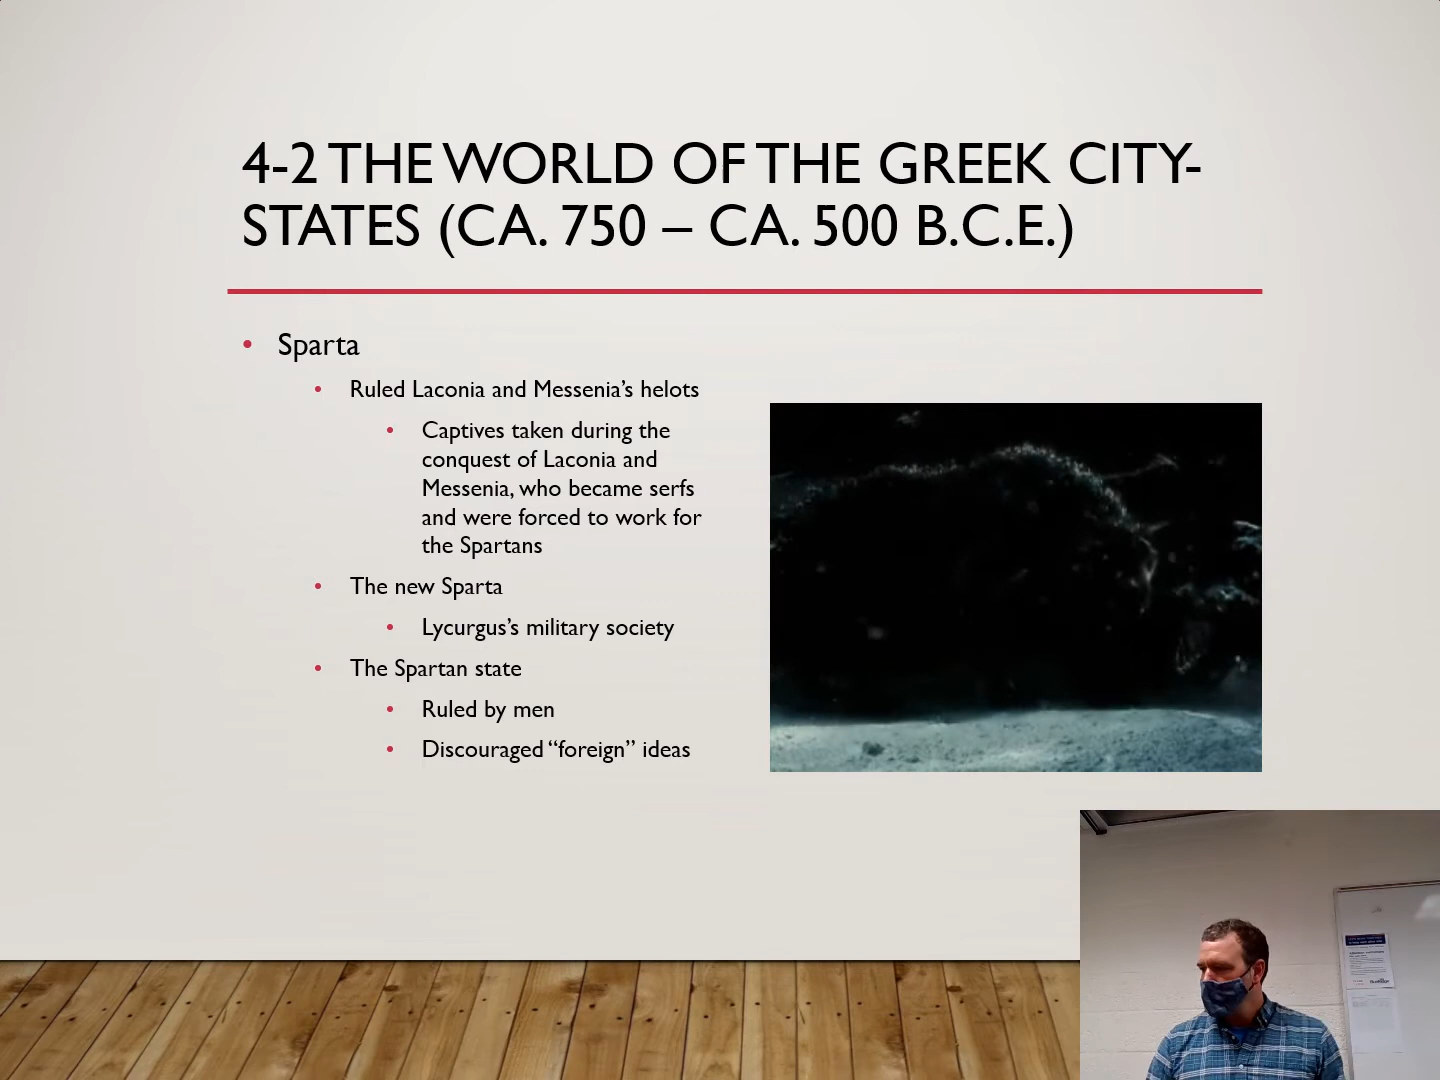 4-2 THE WORLD OF THE GREEK CITY-
STATES (CA. 750 – CA. 500 B.C.E.)
• Sparta
• Ruled Laconia and Messenia’s helots
• Captives taken during the
conquest of Laconia and
Messenia, who became serfs
and were forced to work for
the Spartans
• The new Sparta
• Lycurgus’s military society
• The Spartan state
• Ruled by men
• Discouraged “foreign” ideas